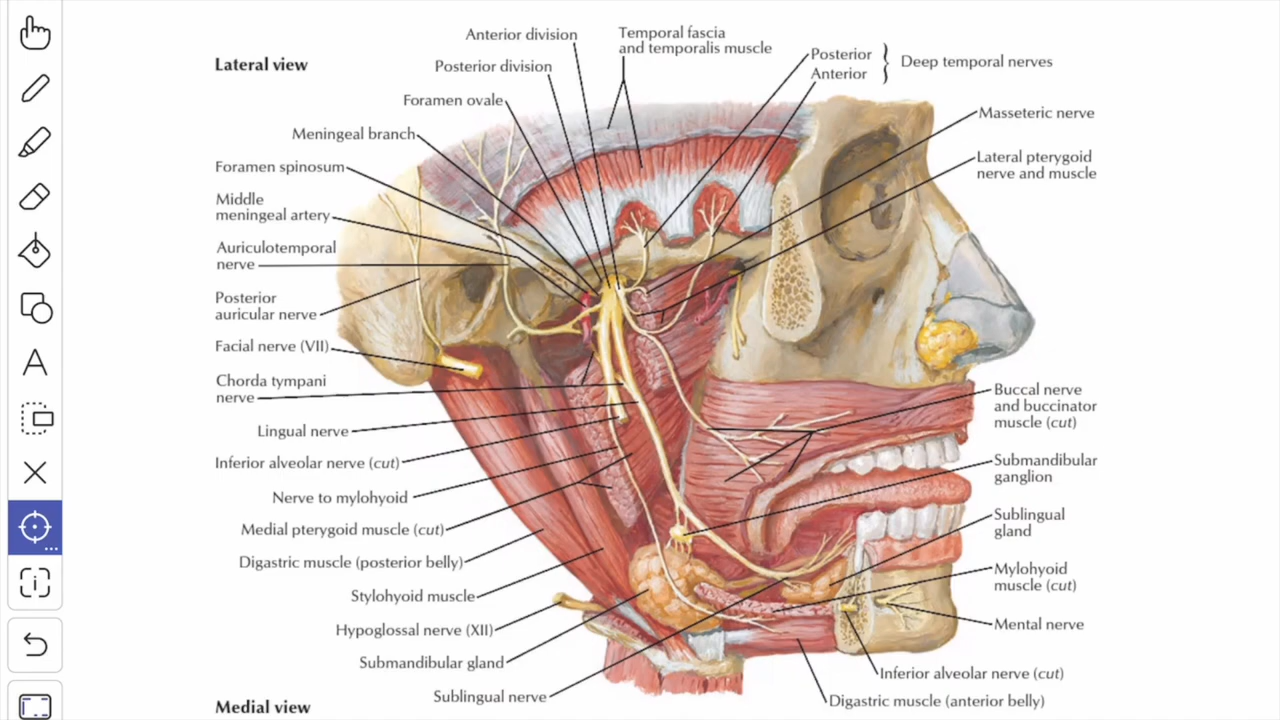 Lateral view
Anterior division
Posterior division
Foramen ovale
Meningeal branch
Foramen spinosum
Middle
meningeal artery
Auriculotemporal
nerve
Posterior
auricular nerve
Facial nerve (VII)
Chorda tympani
nerve
Lingual nerve
Inferior alveolar nerve (cut)
Nerve to mylohyoid
Medial pterygoid muscle (cut)
Digastric muscle (posterior belly)
Stylohyoid muscle
Hypoglossal nerve (XII)
Submandibular gland
Sublingual nerve
Medial view
Temporal fascia
and temporalis muscle
Posterior
Anterior
Deep temporal nerves
Masseteric nerve
Lateral pterygoid
nerve and muscle
Buccal nerve
and buccinator
muscle (cut)
Submandibular
ganglion
Sublingual
gland
Mylohyoid
muscle (cut)
Mental nerve
Inferior alveolar nerve (cut)
Digastric muscle (anterior belly)
A
i